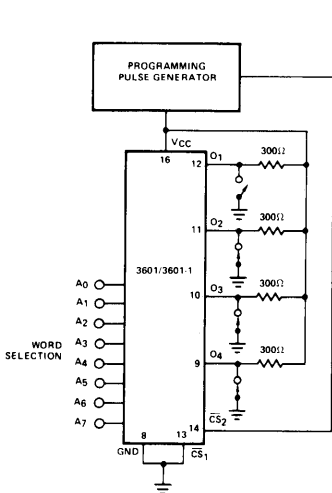 PROGRAMMING
PULSE GENERATOR
VCC
16
12 O1 300Ω
11 O2 300Ω
3601/3601-1
10 O3 300Ω
9 O4 300Ω
A0
A1
A2
A3
WORD
SELECTION
A4
A5
A6
A7
CS2
14
8 13
GND CS1